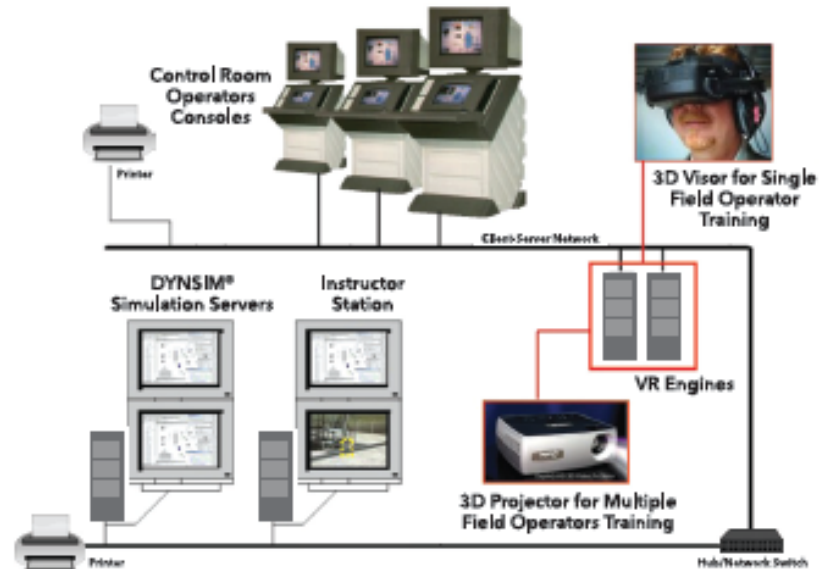 Control Room
Operators
Consoles
Printer
3D Visor for Single
Field Operator
Training
Client-Server Network
DYNSIM®
Simulation Servers
Instructor
Station
VR Engines
3D Projector for Multiple
Field Operators Training
Printer
Hub/Network Switch